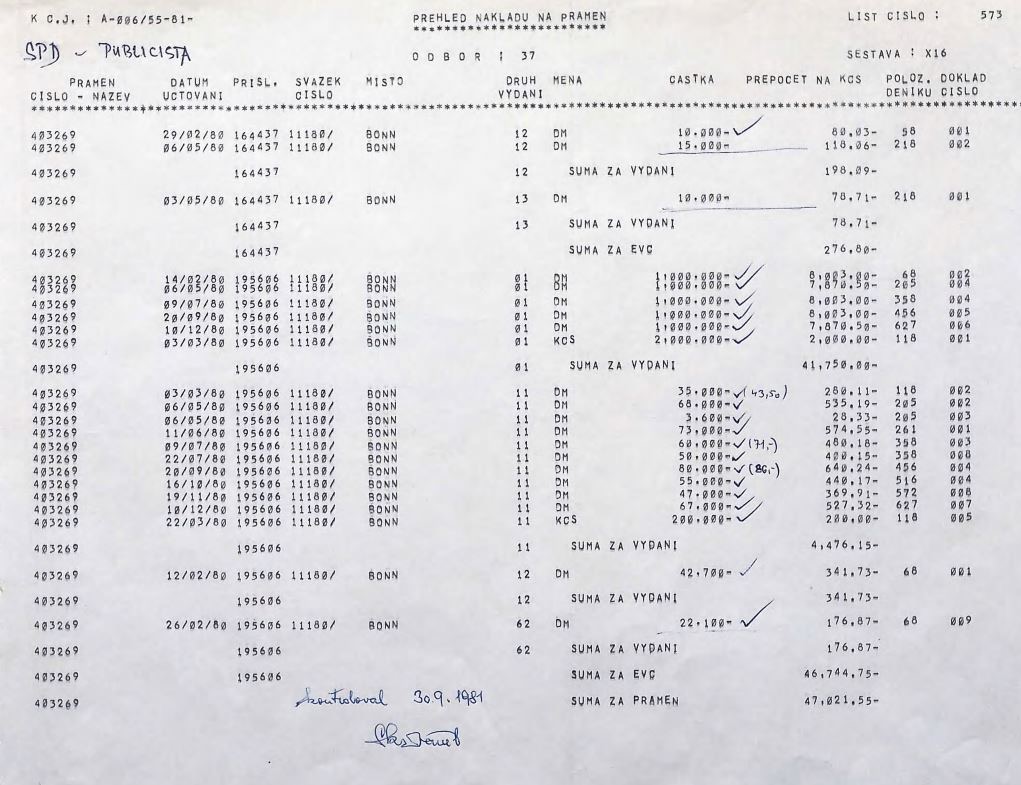 K C.J. : A-006/55-81- PREHLED NAKLADU NA PRAMEN LIST CISLO : 573
*****************************
SPD - PUBLICISTA O D B O R : 37 SESTAVA : X16
PRAMEN DATUM PRISL. SVAZEK MISTO DRUH MENA CASTKA PREPOCET NA KCS POLOZ. DOKLAD
CISLO - NAZEV UCTOVANI CISLO VYDANI DENIKU CISLO
403269 29/02/80 164437 11180/ BONN 12 DM 10.000- ✓ 80,03- 58 001
403269 06/05/80 164437 11180/ BONN 12 DM 15.000- 118,06- 218 002
403269 164437 12 SUMA ZA VYDANI 198,09-
403269 03/05/80 164437 11180/ BONN 13 DM 10.000- 78,71- 218 001
403269 164437 13 SUMA ZA VYDANI 78,71-
403269 164437 SUMA ZA EVC 276,80-
403269 14/02/80 195606 11180/ BONN 01 DM 1.000.000- ✓ 8,003,00- 68 002
403269 06/05/80 195606 11180/ BONN 01 DM 1.000.000- ✓ 7,870,50- 205 004
403269 09/07/80 195606 11180/ BONN 01 DM 1.000.000- ✓ 8,003,00- 358 004
403269 20/09/80 195606 11180/ BONN 01 DM 1.000.000- ✓ 8,003,00- 456 005
403269 10/12/80 195606 11180/ BONN 01 DM 1.000.000- ✓ 7,870,50- 627 006
403269 03/03/80 195606 11180/ BONN 01 KCS 2.000.000- ✓ 2,000,00- 118 001
403269 195606 01 SUMA ZA VYDANI 41,750,00-
403269 03/03/80 195606 11180/ BONN 11 DM 35.000- ✓ (43,50) 280,11- 118 002
403269 06/05/80 195606 11180/ BONN 11 DM 68.000- ✓ 535,19- 205 002
403269 06/05/80 195606 11180/ BONN 11 DM 3.600- ✓ 28,33- 205 003
403269 11/06/80 195606 11180/ BONN 11 DM 73.000- ✓ 574,55- 261 001
403269 09/07/80 195606 11180/ BONN 11 DM 60.000- ✓ (71,-) 480,18- 358 003
403269 22/07/80 195606 11180/ BONN 11 DM 50.000- ✓ 400,15- 358 008
403269 20/09/80 195606 11180/ BONN 11 DM 80.000- ✓ (86,-) 640,24- 456 004
403269 16/10/80 195606 11180/ BONN 11 DM 55.000- ✓ 440,17- 516 004
403269 19/11/80 195606 11180/ BONN 11 DM 47.000- ✓ 369,91- 572 008
403269 10/12/80 195606 11180/ BONN 11 DM 67.000- ✓ 527,32- 627 007
403269 22/03/80 195606 11180/ BONN 11 KCS 200.000- ✓ 200,00- 118 005
403269 195606 11 SUMA ZA VYDANI 4,476,15-
403269 12/02/80 195606 11180/ BONN 12 DM 42.700- ✓ 341,73- 68 001
403269 195606 12 SUMA ZA VYDANI 341,73-
403269 26/02/80 195606 11180/ BONN 62 DM 22.100- ✓ 176,87- 68 009
403269 195606 62 SUMA ZA VYDANI 176,87-
403269 195606 SUMA ZA EVC 46,744,75-
403269 SUMA ZA PRAMEN 47,021,55-
skontroloval 30.9.1981